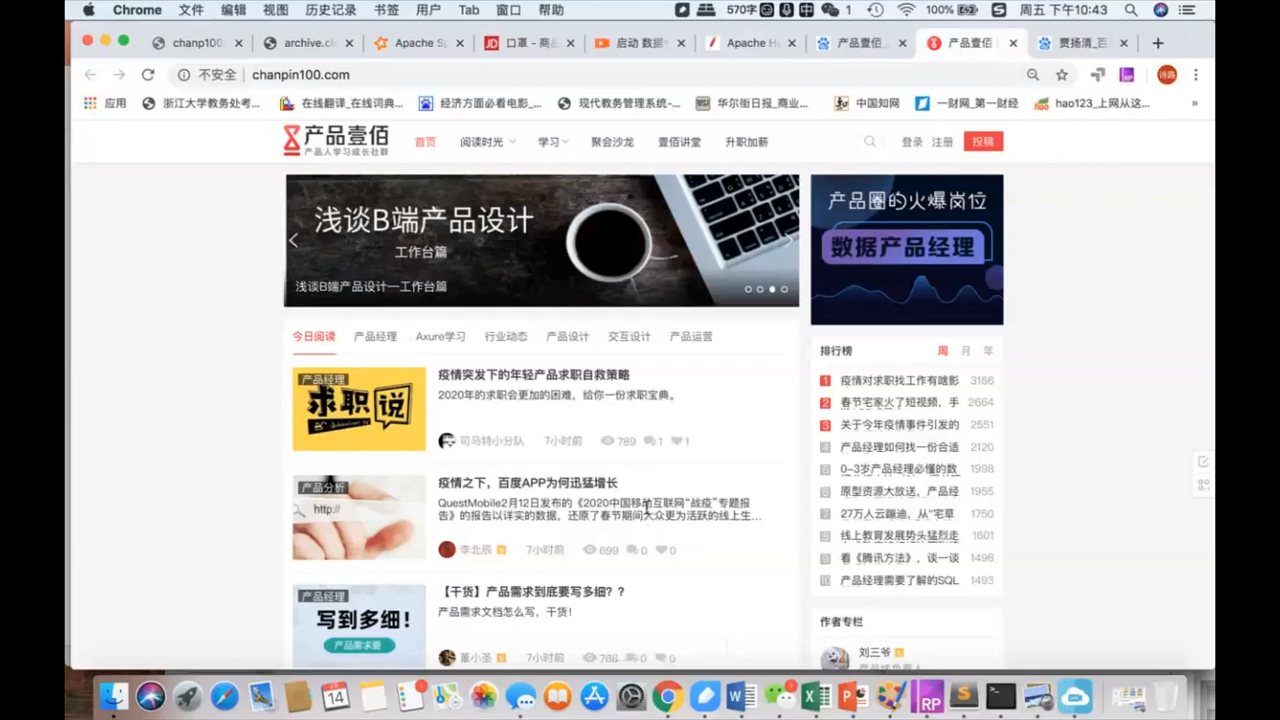 Chrome 文件 编辑 视图 历史记录 书签 用户 Tab 窗口 帮助 570字 1 100% 周五 下午10:43
chanp100. archive.cl Apache S 口罩 - 商品 启动 数据 Apache H 产品壹佰_ 产品壹佰 贾扬清_百
不安全 chanpin100.com
应用 浙江大学教务处考... 在线翻译_在线词典... 经济方面必看电影_... 现代教务管理系统-... 华尔街日报_商业... 中国知网 一财网_第一财经 hao123_上网从这... »
产品壹佰
产品人学习成长社群
首页 阅读时光 学习 聚会沙龙 壹佰讲堂 升职加薪 登录 注册 投稿
浅谈B端产品设计
工作台篇
浅谈B端产品设计—工作台篇
产品圈的火爆岗位
数据产品经理
今日阅读 产品经理 Axure学习 行业动态 产品设计 交互设计 产品运营
产品经理
求职说
疫情突发下的年轻产品求职自救策略
2020年的求职会更加的困难，给你一份求职宝典。
司马特小分队 7小时前 789 1 1
产品分析
http://
疫情之下，百度APP为何迅猛增长
QuestMobile2月12日发布的《2020中国移动互联网“战疫”专题报
告》的报告以详实的数据，还原了春节期间大众更为活跃的线上生...
李北辰 7小时前 699 0 0
产品经理
写到多细！
产品需求要
【干货】产品需求到底要写多细？？
产品需求文档怎么写，干货！
董小圣 7小时前 768 0 0
排行榜 周 月 年
1 疫情对求职找工作有啥影 3166
2 春节宅家火了短视频，手 2664
3 关于今年疫情事件引发的 2551
4 产品经理如何找一份合适 2120
5 0-3岁产品经理必懂的数 1998
6 原型资源大放送，产品经 1955
7 27万人云蹦迪，从“宅草 1750
8 线上教育发展势头猛烈走 1601
9 看《腾讯方法》，谈一谈 1496
10 产品经理需要了解的SQL 1493
作者专栏
刘三爷
14
RP